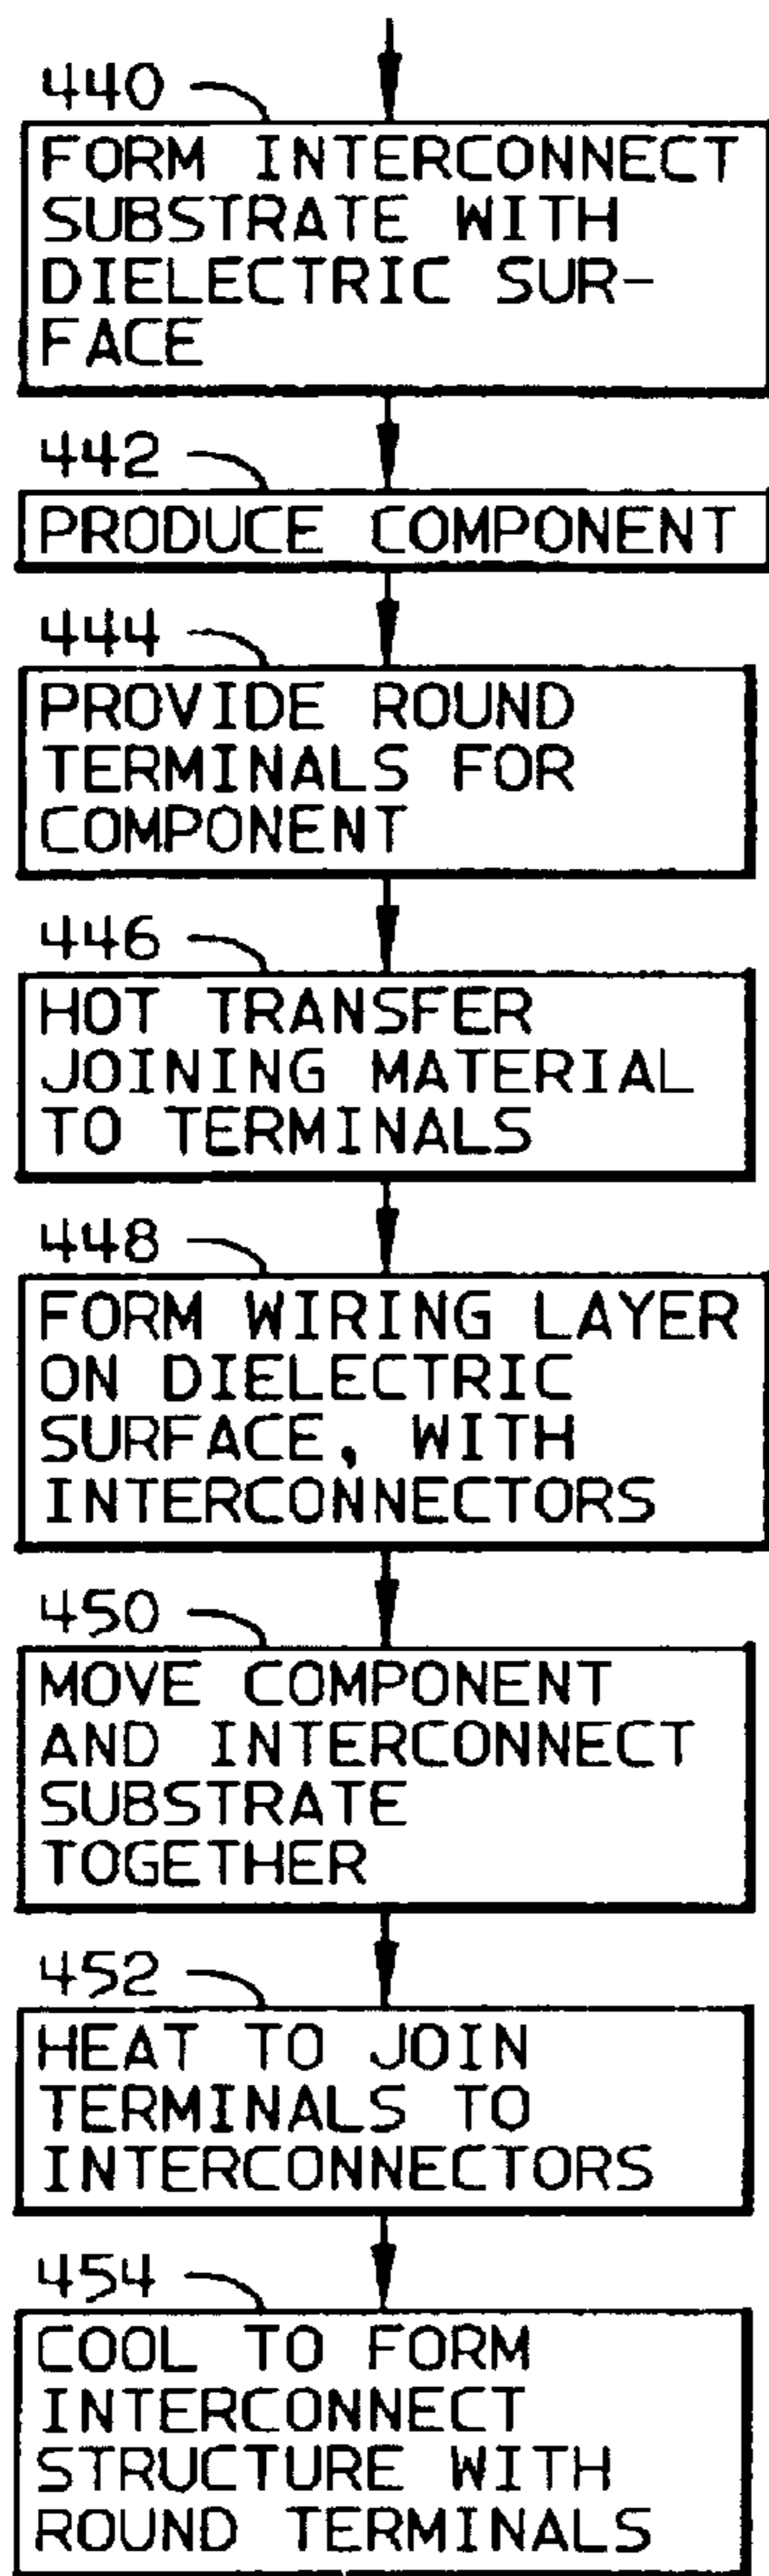 440
FORM INTERCONNECT
SUBSTRATE WITH
DIELECTRIC SUR-
FACE
442
PRODUCE COMPONENT
444
PROVIDE ROUND
TERMINALS FOR
COMPONENT
446
HOT TRANSFER
JOINING MATERIAL
TO TERMINALS
448
FORM WIRING LAYER
ON DIELECTRIC
SURFACE, WITH
INTERCONNECTORS
450
MOVE COMPONENT
AND INTERCONNECT
SUBSTRATE
TOGETHER
452
HEAT TO JOIN
TERMINALS TO
INTERCONNECTORS
454
COOL TO FORM
INTERCONNECT
STRUCTURE WITH
ROUND TERMINALS